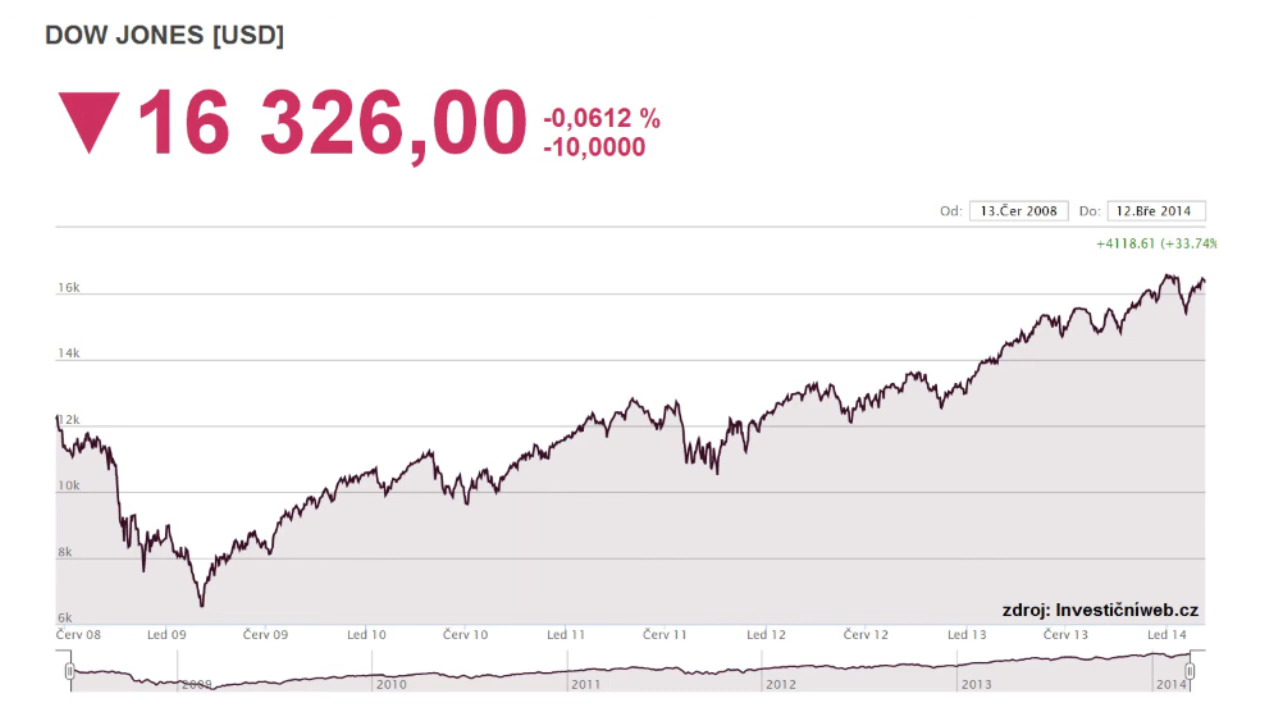 DOW JONES [USD]
▼16 326,00
-0,0612 %
-10,0000
Od: 13.Čer 2008 Do: 12.Bře 2014
+4118.61 (+33.74%
16k
14k
12k
10k
8k
6k
zdroj: Investičníweb.cz
Červ 08 Led 09 Červ 09 Led 10 Červ 10 Led 11 Červ 11 Led 12 Červ 12 Led 13 Červ 13 Led 14
2009 2010 2011 2012 2013 2014